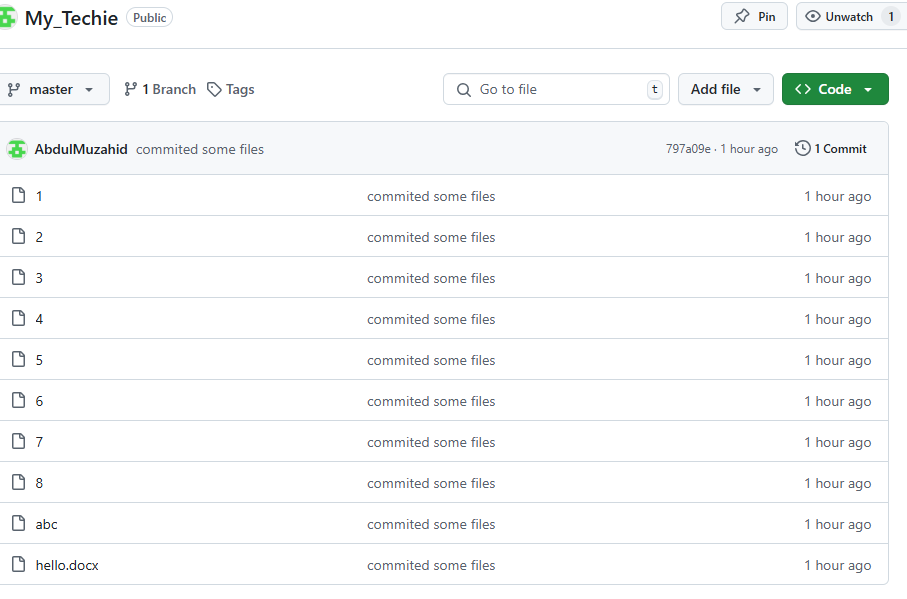 My_Techie Public Pin Unwatch 1
master 1 Branch Tags Go to file t Add file Code
AbdulMuzahid commited some files 797a09e · 1 hour ago 1 Commit
1 commited some files 1 hour ago
2 commited some files 1 hour ago
3 commited some files 1 hour ago
4 commited some files 1 hour ago
5 commited some files 1 hour ago
6 commited some files 1 hour ago
7 commited some files 1 hour ago
8 commited some files 1 hour ago
abc commited some files 1 hour ago
hello.docx commited some files 1 hour ago